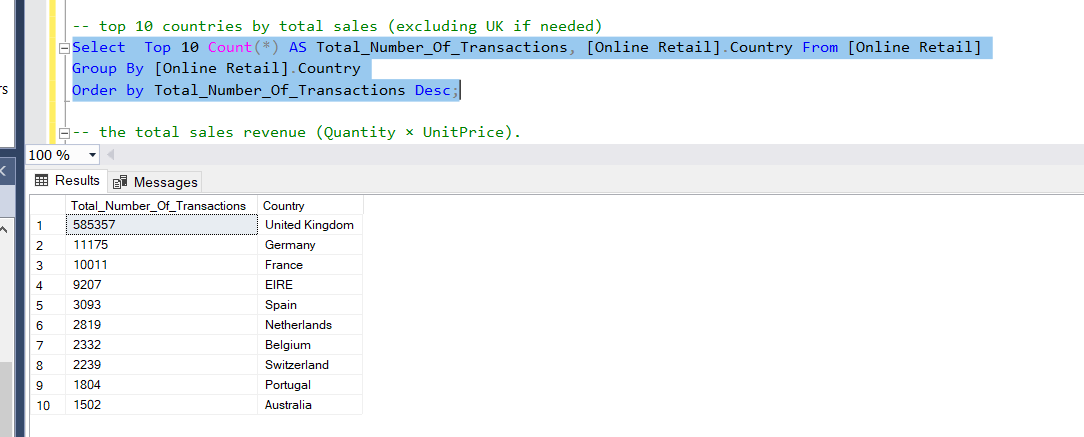 -- top 10 countries by total sales (excluding UK if needed)
Select  Top 10 Count(*) AS Total_Number_Of_Transactions, [Online Retail].Country From [Online Retail]
Group By [Online Retail].Country
rs
Order by Total_Number_Of_Transactions Desc;
-- the total sales revenue (Quantity × UnitPrice).
100 %
Results Messages
Total_Number_Of_Transactions Country
1 585357 United Kingdom
2 11175 Germany
3 10011 France
4 9207 EIRE
5 3093 Spain
6 2819 Netherlands
7 2332 Belgium
8 2239 Switzerland
9 1804 Portugal
10 1502 Australia